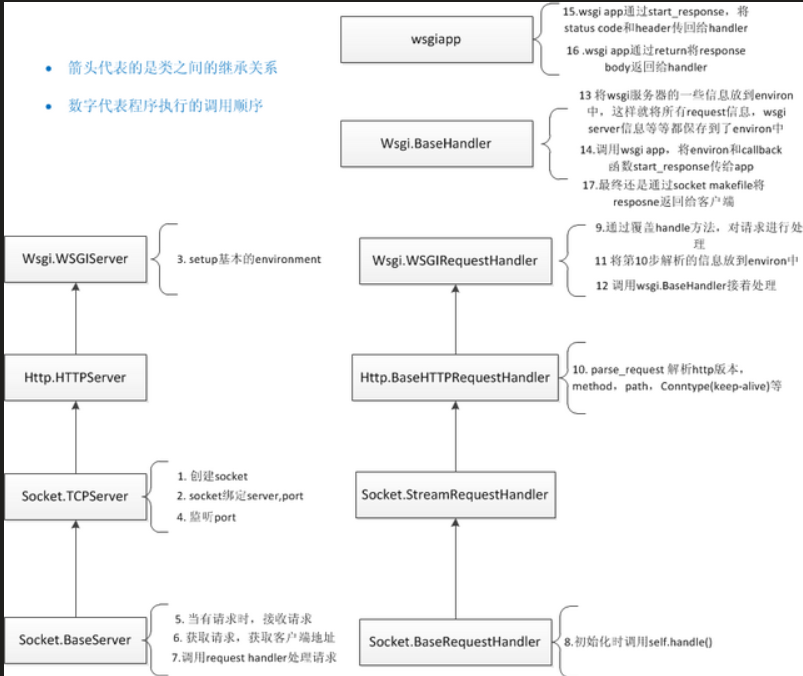 wsgiapp
15.wsgi app通过start_response，将
status code和header传回给handler
16 .wsgi app通过return将response
body返回给handler
箭头代表的是类之间的继承关系
数字代表程序执行的调用顺序
Wsgi.BaseHandler
13 将wsgi服务器的一些信息放到environ
中，这样就将所有request信息，wsgi
server信息等等都保存到了environ中
14.调用wsgi app，将environ和callback
函数start_response传给app
17.最终还是通过socket makefile将
resposne返回给客户端
Wsgi.WSGIServer
3. setup基本的environment
Wsgi.WSGIRequestHandler
9.通过覆盖handle方法，对请求进行处
理
11 将第10步解析的信息放到environ中
12 调用wsgi.BaseHandler接着处理
Http.HTTPServer
Http.BaseHTTPRequestHandler
10. parse_request 解析http版本，
method，path，Conntype(keep-alive)等
Socket.TCPServer
1. 创建socket
2. socket绑定server,port
4. 监听port
Socket.StreamRequestHandler
Socket.BaseServer
5. 当有请求时，接收请求
6. 获取请求，获取客户端地址
7.调用request handler处理请求
Socket.BaseRequestHandler
8.初始化时调用self.handle()